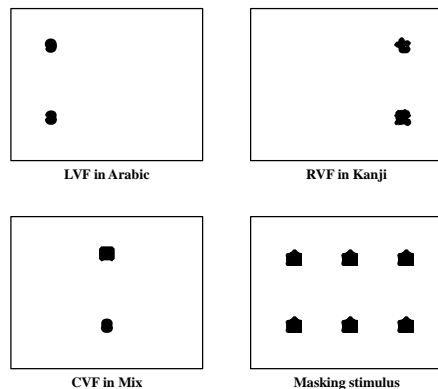 LVF in Arabic
RVF in Kanji
CVF in Mix
Masking stimulus